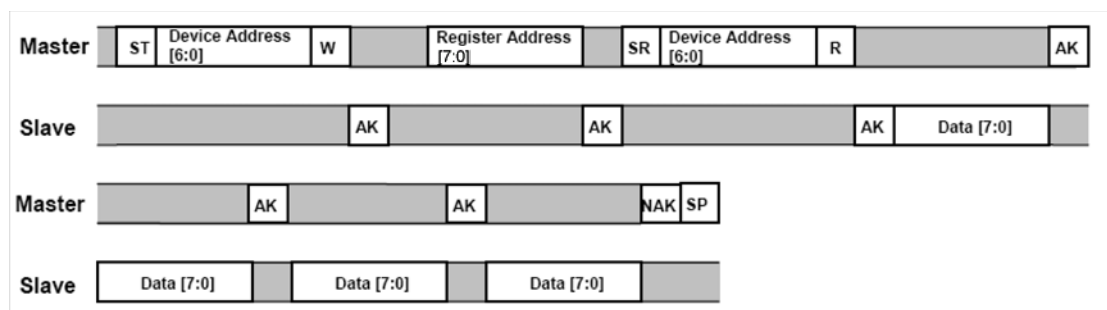 Master ST Device Address [6:0] W Register Address [7:0] SR Device Address [6:0] R AK
Slave AK AK AK Data [7:0]
Master AK AK NAK SP
Slave Data [7:0] Data [7:0] Data [7:0]